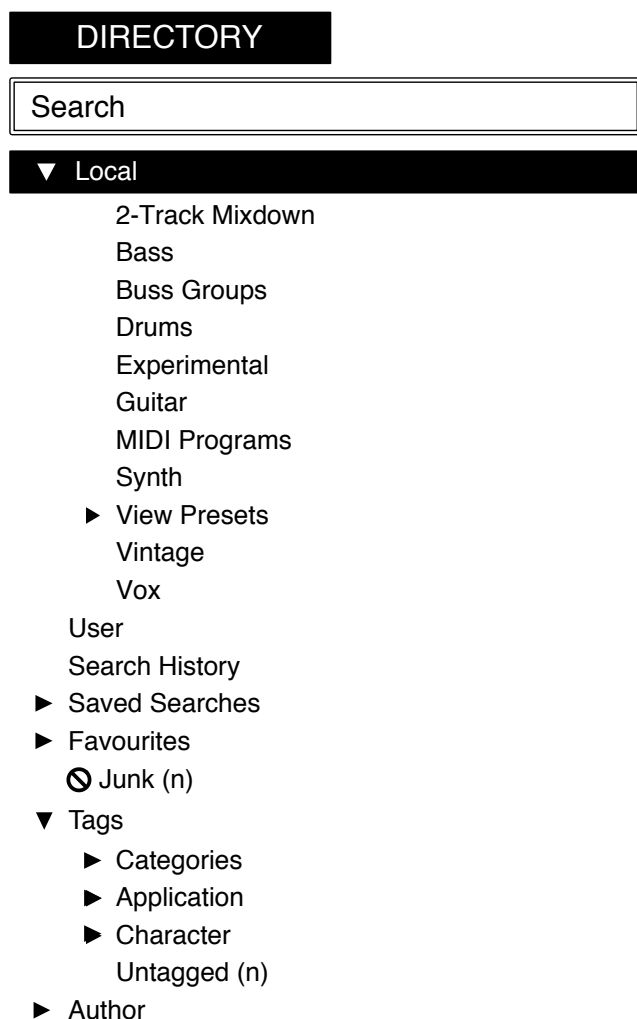 DIRECTORY
Search
▼ Local
2-Track Mixdown
Bass
Buss Groups
Drums
Experimental
Guitar
MIDI Programs
Synth
► View Presets
Vintage
Vox
User
Search History
► Saved Searches
► Favourites
Junk (n)
▼ Tags
► Categories
► Application
► Character
Untagged (n)
► Author